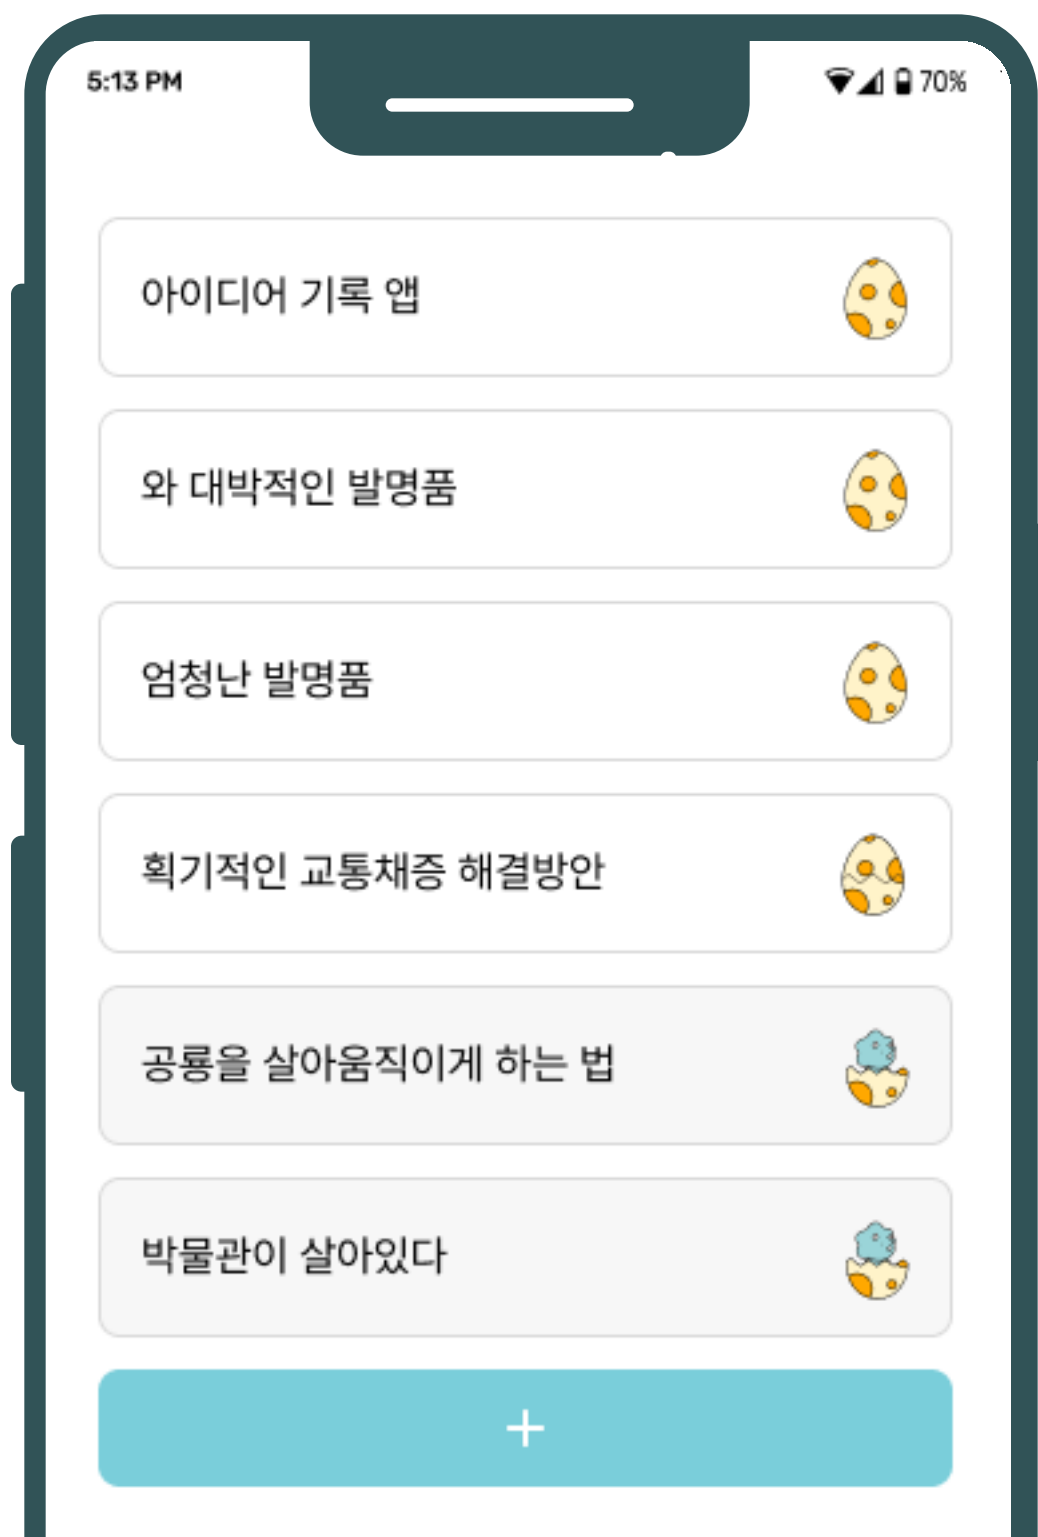 5:13 PM
70%
아이디어 기록 앱
와 대박적인 발명품
엄청난 발명품
획기적인 교통채증 해결방안
공룡을 살아움직이게 하는 법
박물관이 살아있다
+